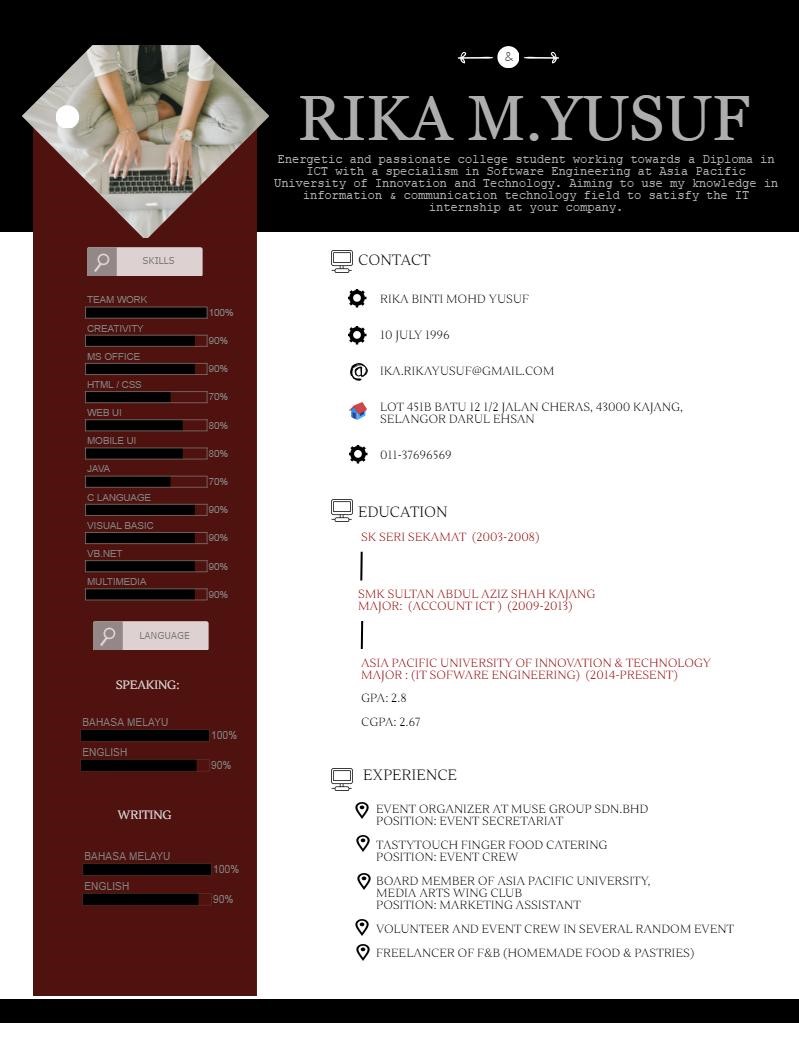 &
RIKA M.YUSUF
Energetic and passionate college student working towards a Diploma in
ICT with a specialism in Software Engineering at Asia Pacific
University of Innovation and Technology. Aiming to use my knowledge in
information & communication technology field to satisfy the IT
internship at your company.
SKILLS
TEAM WORK
100%
CREATIVITY
90%
MS OFFICE
90%
HTML / CSS
70%
WEB UI
80%
MOBILE UI
80%
JAVA
70%
C LANGUAGE
90%
VISUAL BASIC
90%
VB.NET
90%
MULTIMEDIA
90%
LANGUAGE
SPEAKING:
BAHASA MELAYU
100%
ENGLISH
90%
WRITING
BAHASA MELAYU
100%
ENGLISH
90%
CONTACT
RIKA BINTI MOHD YUSUF
10 JULY 1996
@ IKA.RIKAYUSUF@GMAIL.COM
LOT 451B BATU 12 1/2 JALAN CHERAS, 43000 KAJANG,
SELANGOR DARUL EHSAN
011-37696569
EDUCATION
SK SERI SEKAMAT (2003-2008)
SMK SULTAN ABDUL AZIZ SHAH KAJANG
MAJOR: (ACCOUNT ICT ) (2009-2013)
ASIA PACIFIC UNIVERSITY OF INNOVATION & TECHNOLOGY
MAJOR : (IT SOFWARE ENGINEERING) (2014-PRESENT)
GPA: 2.8
CGPA: 2.67
EXPERIENCE
EVENT ORGANIZER AT MUSE GROUP SDN.BHD
POSITION: EVENT SECRETARIAT
TASTYTOUCH FINGER FOOD CATERING
POSITION: EVENT CREW
BOARD MEMBER OF ASIA PACIFIC UNIVERSITY,
MEDIA ARTS WING CLUB
POSITION: MARKETING ASSISTANT
VOLUNTEER AND EVENT CREW IN SEVERAL RANDOM EVENT
FREELANCER OF F&B (HOMEMADE FOOD & PASTRIES)